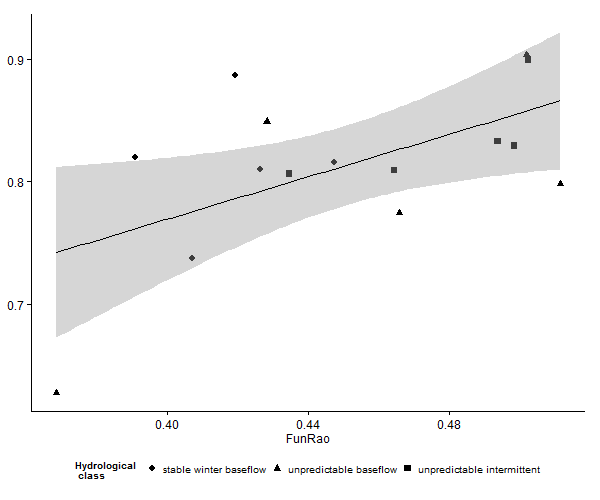 0.9
0.8
0.7
0.40 0.44 0.48
FunRao
Hydrological
class
stable winter baseflow unpredictable baseflow unpredictable intermittent